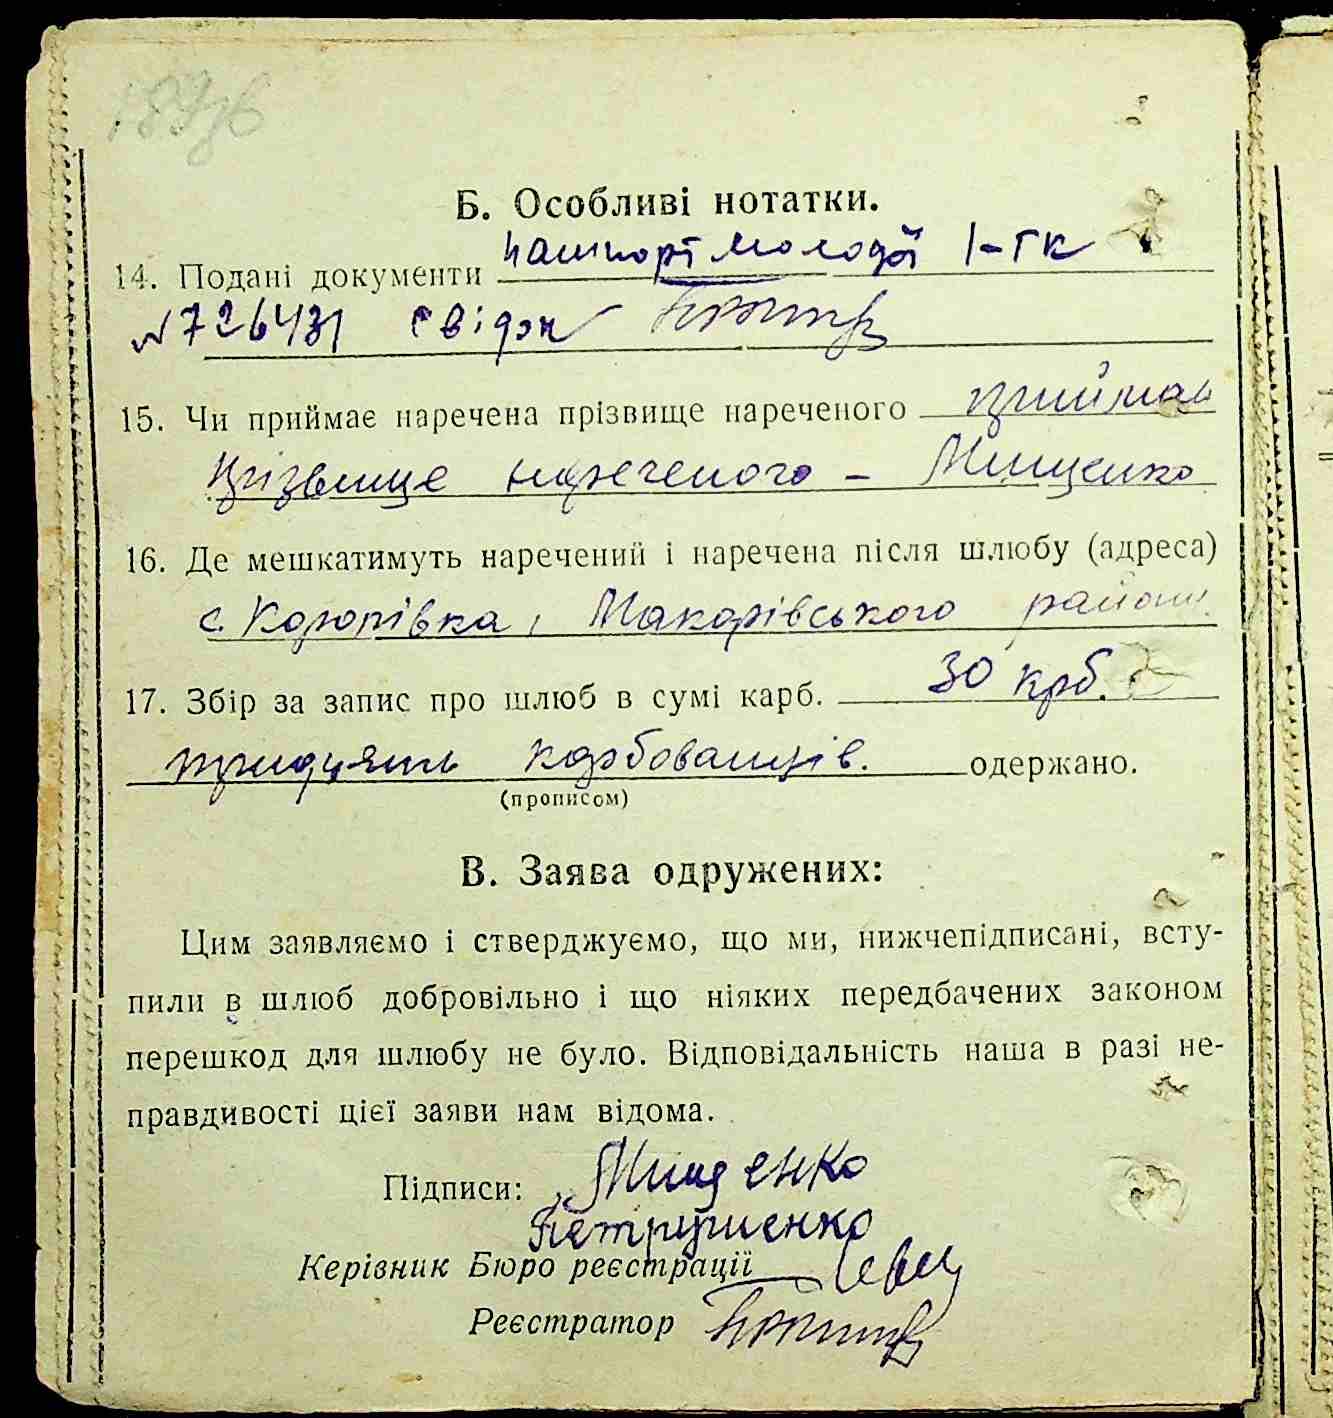 Б. Особливі нотатки.
14. Подані документи пашпорт молодої І-ГК
№726431 свідок
15. Чи приймає наречена прізвище нареченого приймає
прізвище нареченого - Мищенко
16. Де мешкатимуть наречений і наречена після шлюбу (адреса)
с. Королівка, Макарівського району
17. Збір за запис про шлюб в сумі карб. 30 крб.
тридцять карбованців. одержано.
(прописом)
В. Заява одружених:
Цим заявляємо і стверджуємо, що ми, нижчепідписані, всту-
пили в шлюб добровільно і що ніяких передбачених законом
перешкод для шлюбу не було. Відповідальність наша в разі не-
правдивості цієї заяви нам відома.
Підписи: Мищенко
Петрушенко
Керівник Бюро реєстрації
Реєстратор